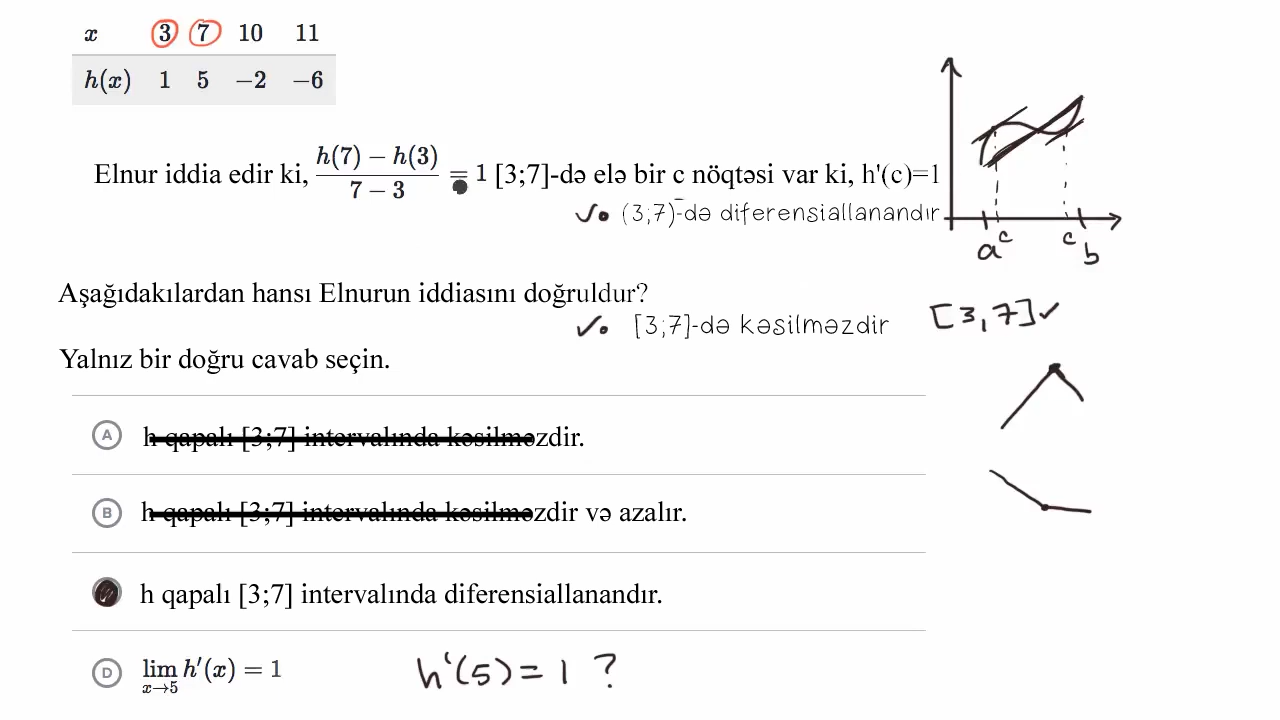 x 3 7 10 11
h(x) 1 5 −2 −6
Elnur iddia edir ki, h(7) − h(3) / 7 − 3 = 1 [3;7]-də elə bir c nöqtəsi var ki, h'(c)=1
(3;7)-də diferensiallanandır
a c c b
Aşağıdakılardan hansı Elnurun iddiasını doğruldur?
[3;7]-də kəsilməzdir [3,7] ✓
Yalnız bir doğru cavab seçin.
A h qapalı [3;7] intervalında kəsilməzdir.
B h qapalı [3;7] intervalında kəsilməzdir və azalır.
h qapalı [3;7] intervalında diferensiallanandır.
D lim x→5 h′(x) = 1 h'(5) = 1 ?